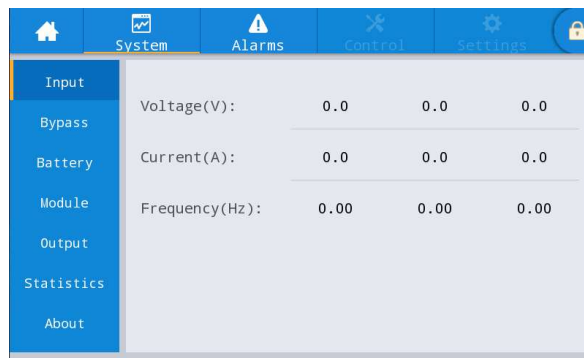 System Alarms Control Settings
Input
Voltage(V): 0.0 0.0 0.0
Bypass
Battery
Current(A): 0.0 0.0 0.0
Module
Frequency(Hz): 0.00 0.00 0.00
Output
Statistics
About